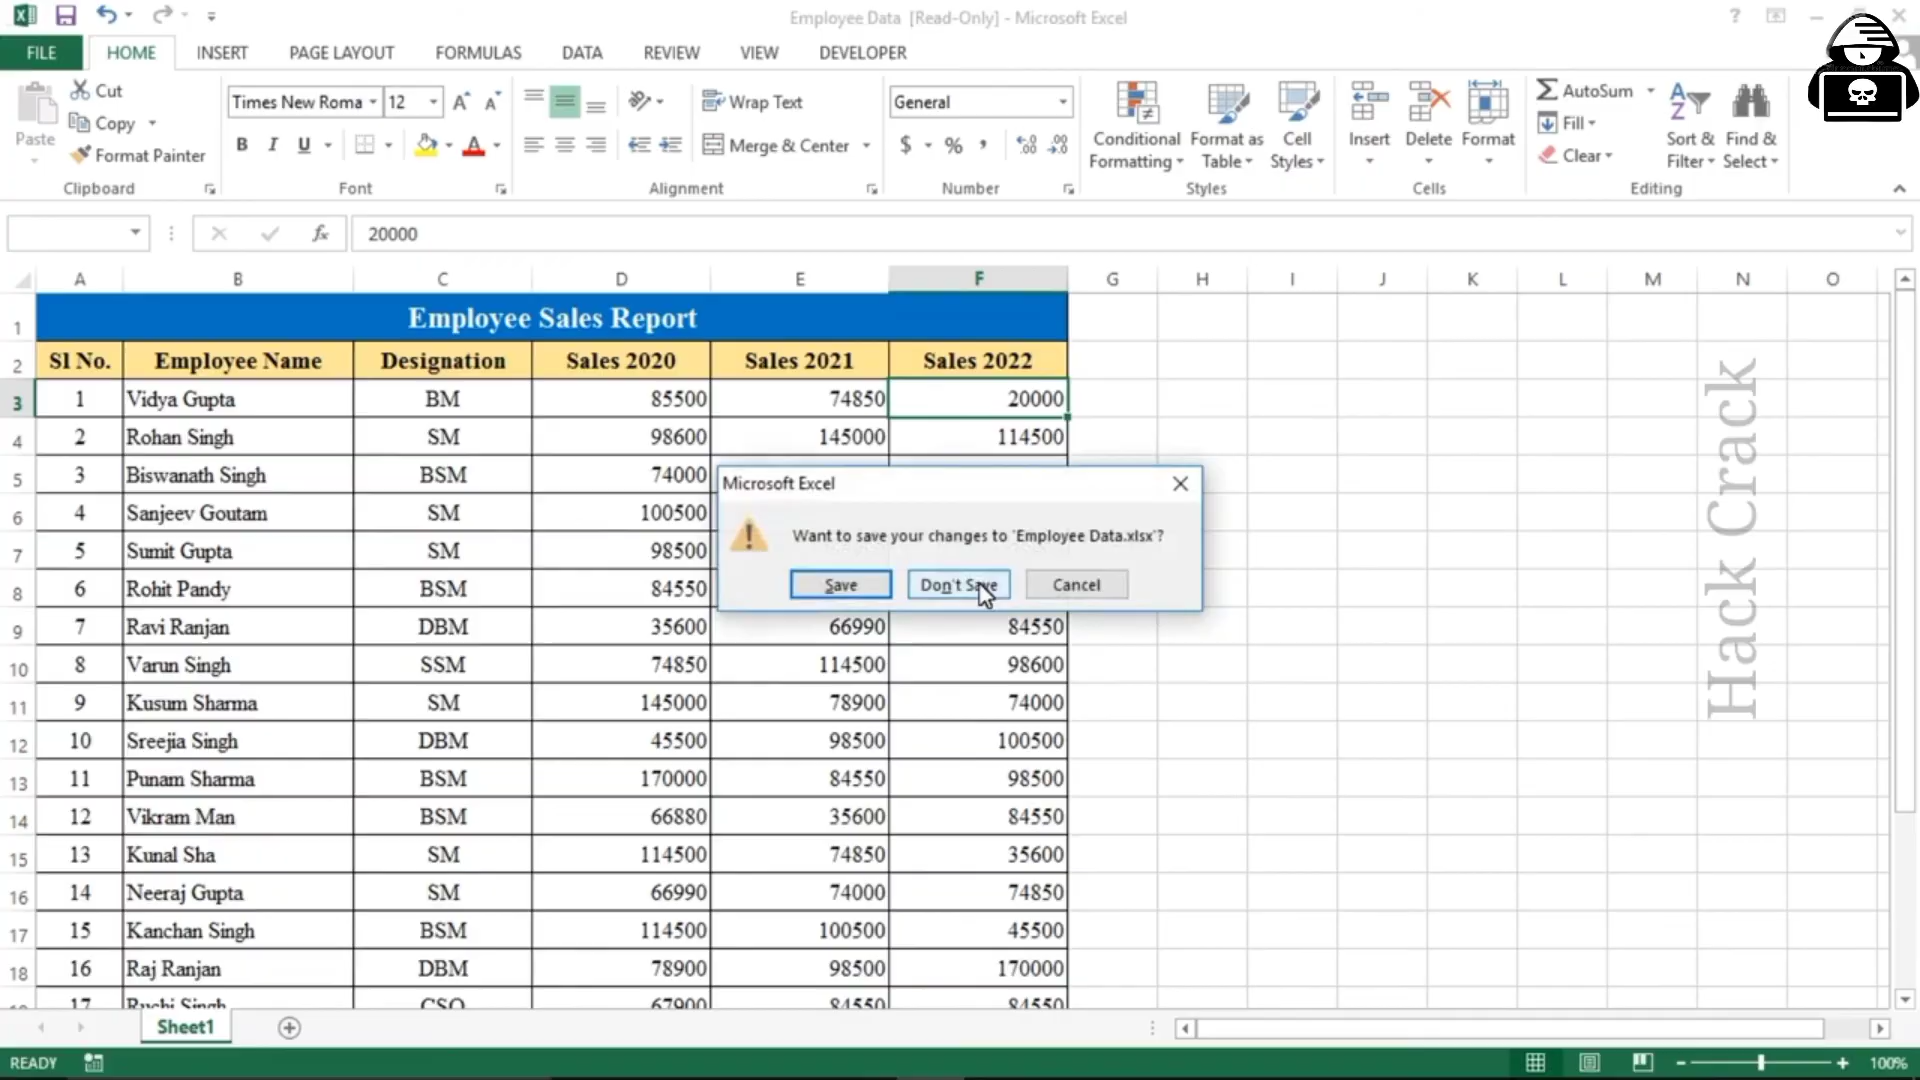 Employee Data [Read-Only] - Microsoft Excel
FILE HOME INSERT PAGE LAYOUT FORMULAS DATA REVIEW VIEW DEVELOPER
Paste
Cut
Copy
Format Painter
Clipboard
Times New Roma 12
B I U
Font
Wrap Text
Merge & Center
Alignment
General
$ % ,
Number
Conditional Formatting
Format as Table
Cell Styles
Styles
Insert
Delete
Format
Cells
AutoSum
Fill
Clear
Sort & Filter
Find & Select
Editing
fx 20000
A B C D E F G H I J K L M N O
1 Employee Sales Report
2 Sl No. Employee Name Designation Sales 2020 Sales 2021 Sales 2022
3 1 Vidya Gupta BM 85500 74850 20000
4 2 Rohan Singh SM 98600 145000 114500
5 3 Biswanath Singh BSM 74000
6 4 Sanjeev Goutam SM 100500
7 5 Sumit Gupta SM 98500
8 6 Rohit Pandy BSM 84550
9 7 Ravi Ranjan DBM 35600 66990 84550
10 8 Varun Singh SSM 74850 114500 98600
11 9 Kusum Sharma SM 145000 78900 74000
12 10 Sreejia Singh DBM 45500 98500 100500
13 11 Punam Sharma BSM 170000 84550 98500
14 12 Vikram Man BSM 66880 35600 84550
15 13 Kunal Sha SM 114500 74850 35600
16 14 Neeraj Gupta SM 66990 74000 74850
17 15 Kanchan Singh BSM 114500 100500 45500
18 16 Raj Ranjan DBM 78900 98500 170000
17 Ruchi Singh CSO 67900 84550 84550
Microsoft Excel
Want to save your changes to 'Employee Data.xlsx'?
Save Don't Save Cancel
Hack Crack
Sheet1
READY
100%